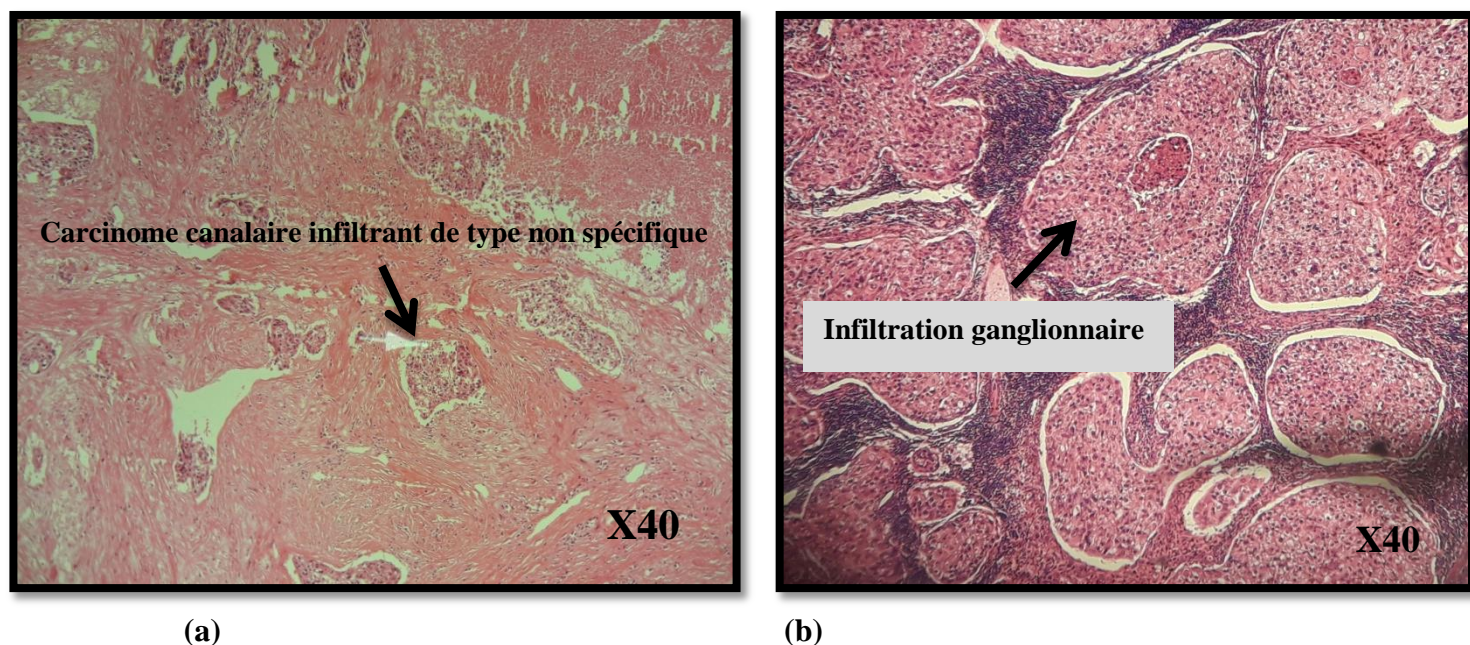 Carcinome canalaire infiltrant de type non spécifique
X40
Infiltration ganglionnaire
X40
(a)
(b)